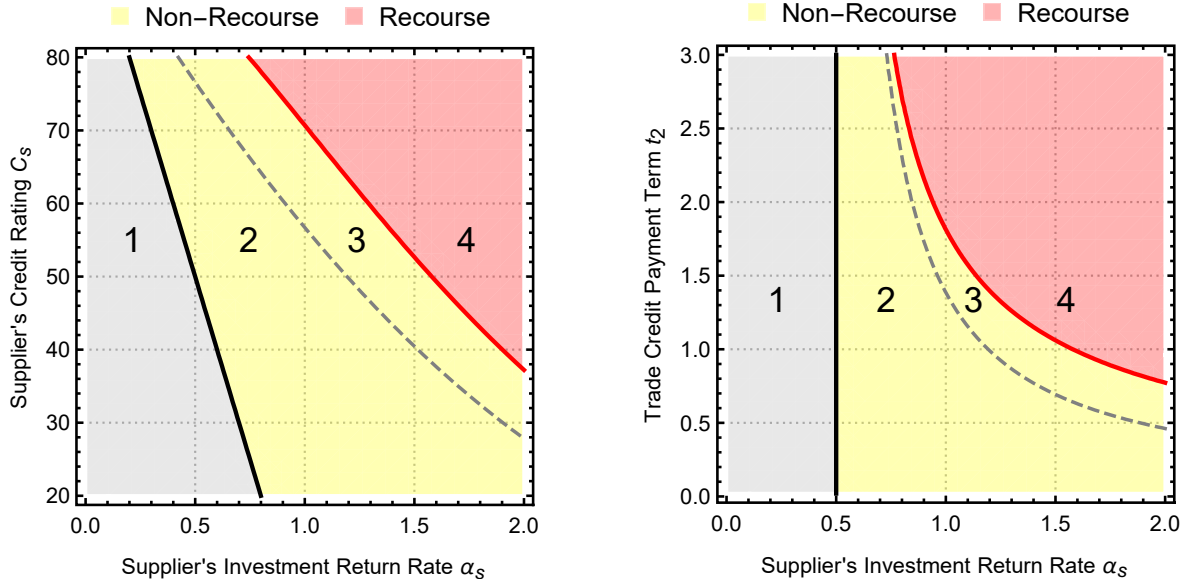 Non−Recourse Recourse
Supplier's Credit Rating C_s
80
70
60
50
40
30
20
1 2 3 4
0.0 0.5 1.0 1.5 2.0
Supplier's Investment Return Rate α_s
Non−Recourse Recourse
Trade Credit Payment Term t_2
3.0
2.5
2.0
1.5
1.0
0.5
0.0
1 2 3 4
0.0 0.5 1.0 1.5 2.0
Supplier's Investment Return Rate α_s